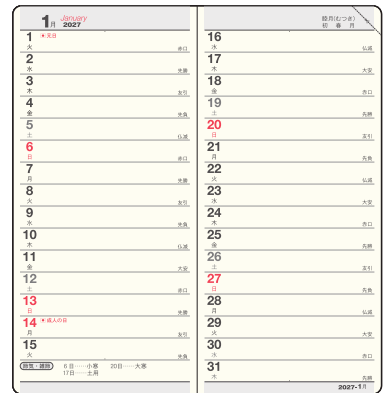 1月 January
2027
1 (▼元日
火 赤口
2
水 先勝
3
木 友引
4
金 先負
5
土 仏滅
6
日 赤口
7
月 先勝
8
火 友引
9
水 先負
10
木 仏滅
11
金 大安
12
土 赤口
13
日 先勝
14 (▼成人の日
月 友引
15
火 先負
節気・雑節 6日……小寒 20日……大寒
17日……土用
睦月(むつき)
初春月
16
水 仏滅
17
木 大安
18
金 赤口
19
土 先勝
20
日 友引
21
月 先負
22
火 仏滅
23
水 大安
24
木 赤口
25
金 先勝
26
土 友引
27
日 先負
28
月 仏滅
29
火 大安
30
水 赤口
31
木 先勝
2027-1月